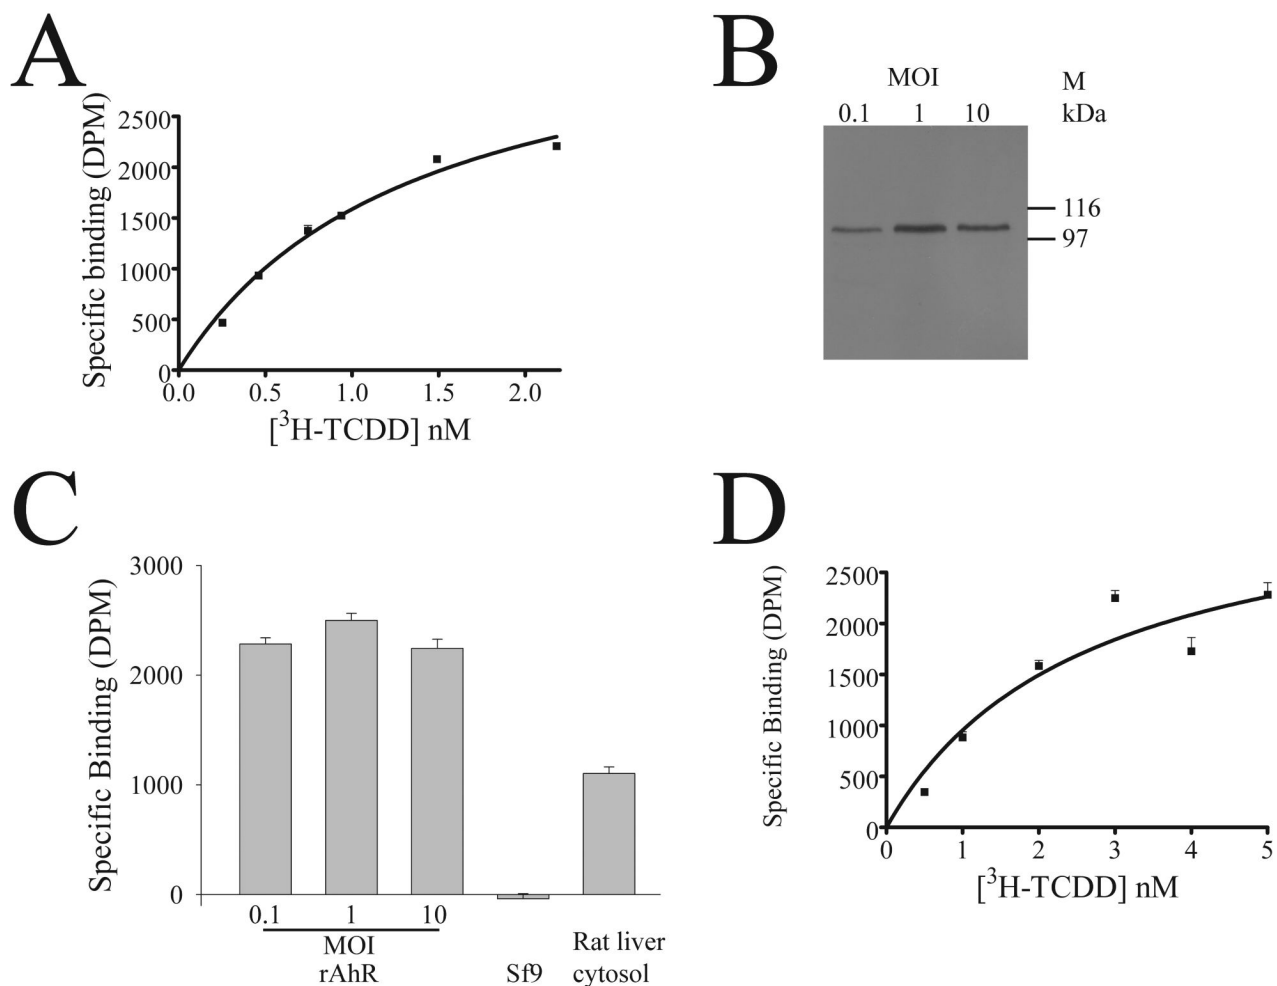 A
Specific binding (DPM)
2500
2000
1500
1000
500
0
0.0 0.5 1.0 1.5 2.0
[³H-TCDD] nM
B
MOI M
0.1 1 10 kDa
116
97
C
Specific Binding (DPM)
3000
2000
1000
0
0.1 1 10
MOI
rAhR
Sf9
Rat liver
cytosol
D
Specific Binding (DPM)
2500
2000
1500
1000
500
0
0 1 2 3 4 5
[³H-TCDD] nM